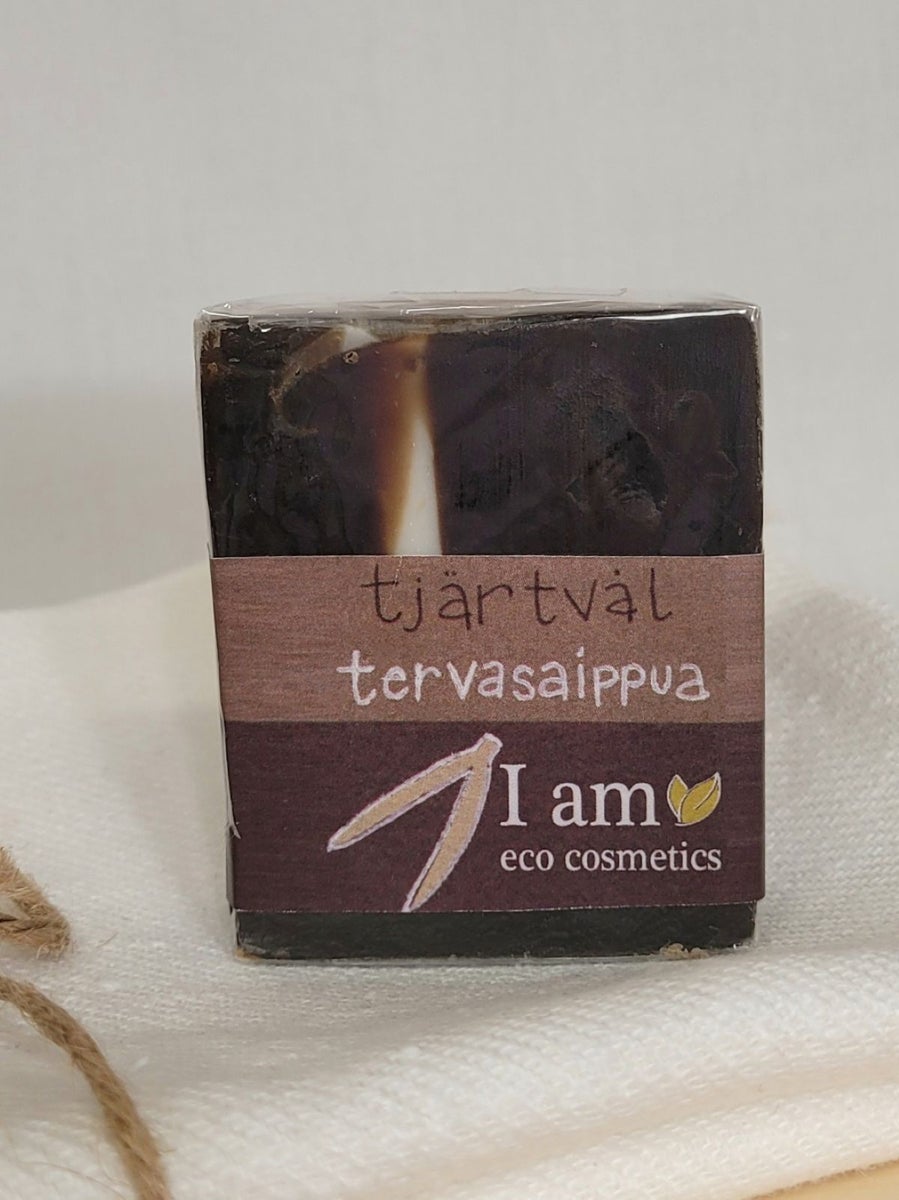 tjärtvål
tervasaippua
I am
eco cosmetics